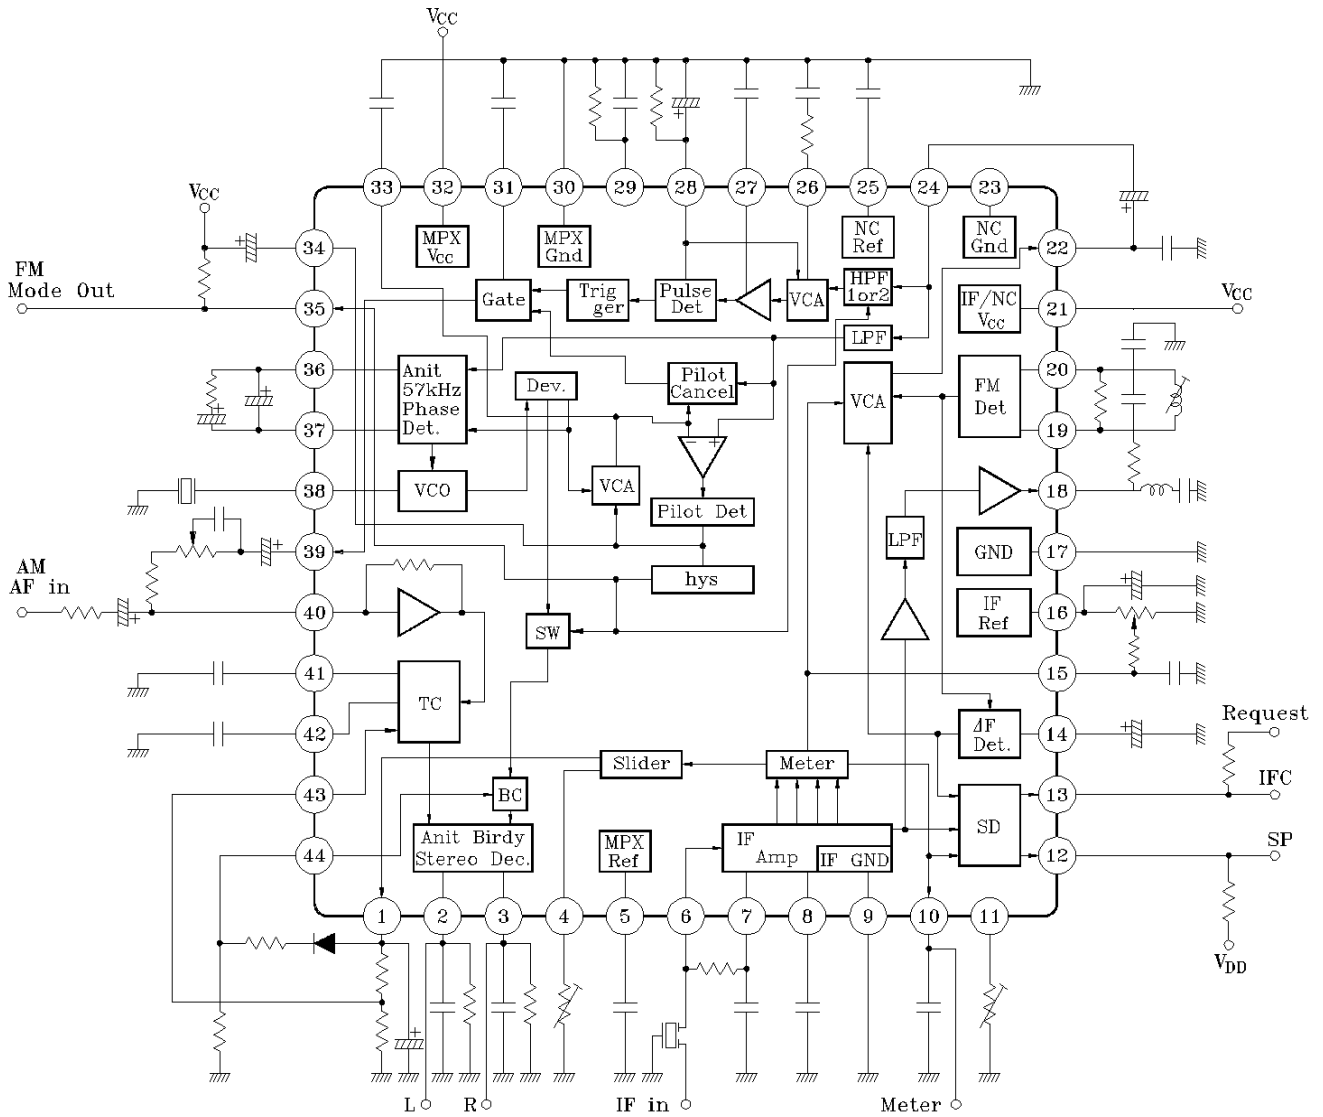 VCC
33 32 31 30 29 28 27 26 25 24 23
VCC
FM
Mode Out
34
MPX
VCC
MPX
Gnd
NC
Ref
NC
Gnd
22
35
Gate
Trig
ger
Pulse
Det
VCA
HPF
1or2
IF/NC
VCC
21
VCC
LPF
36
Anit
57kHz
Phase
Det.
Dev.
Pilot
Cancel
VCA
FM
Det
20
37
− +
19
38
VCO
VCA
Pilot Det
18
LPF
39
hys
GND
17
AM
AF in
40
SW
IF
Ref
16
41
TC
15
42
ΔF
Det.
14
Request
Slider
Meter
43
BC
SD
13
IFC
44
Anit Birdy
Stereo Dec.
MPX
Ref
IF
Amp
IF GND
12
SP
1 2 3 4 5 6 7 8 9 10 11
VDD
L R IF in Meter
+
+
+
+
+
+
+
+
+
+
+